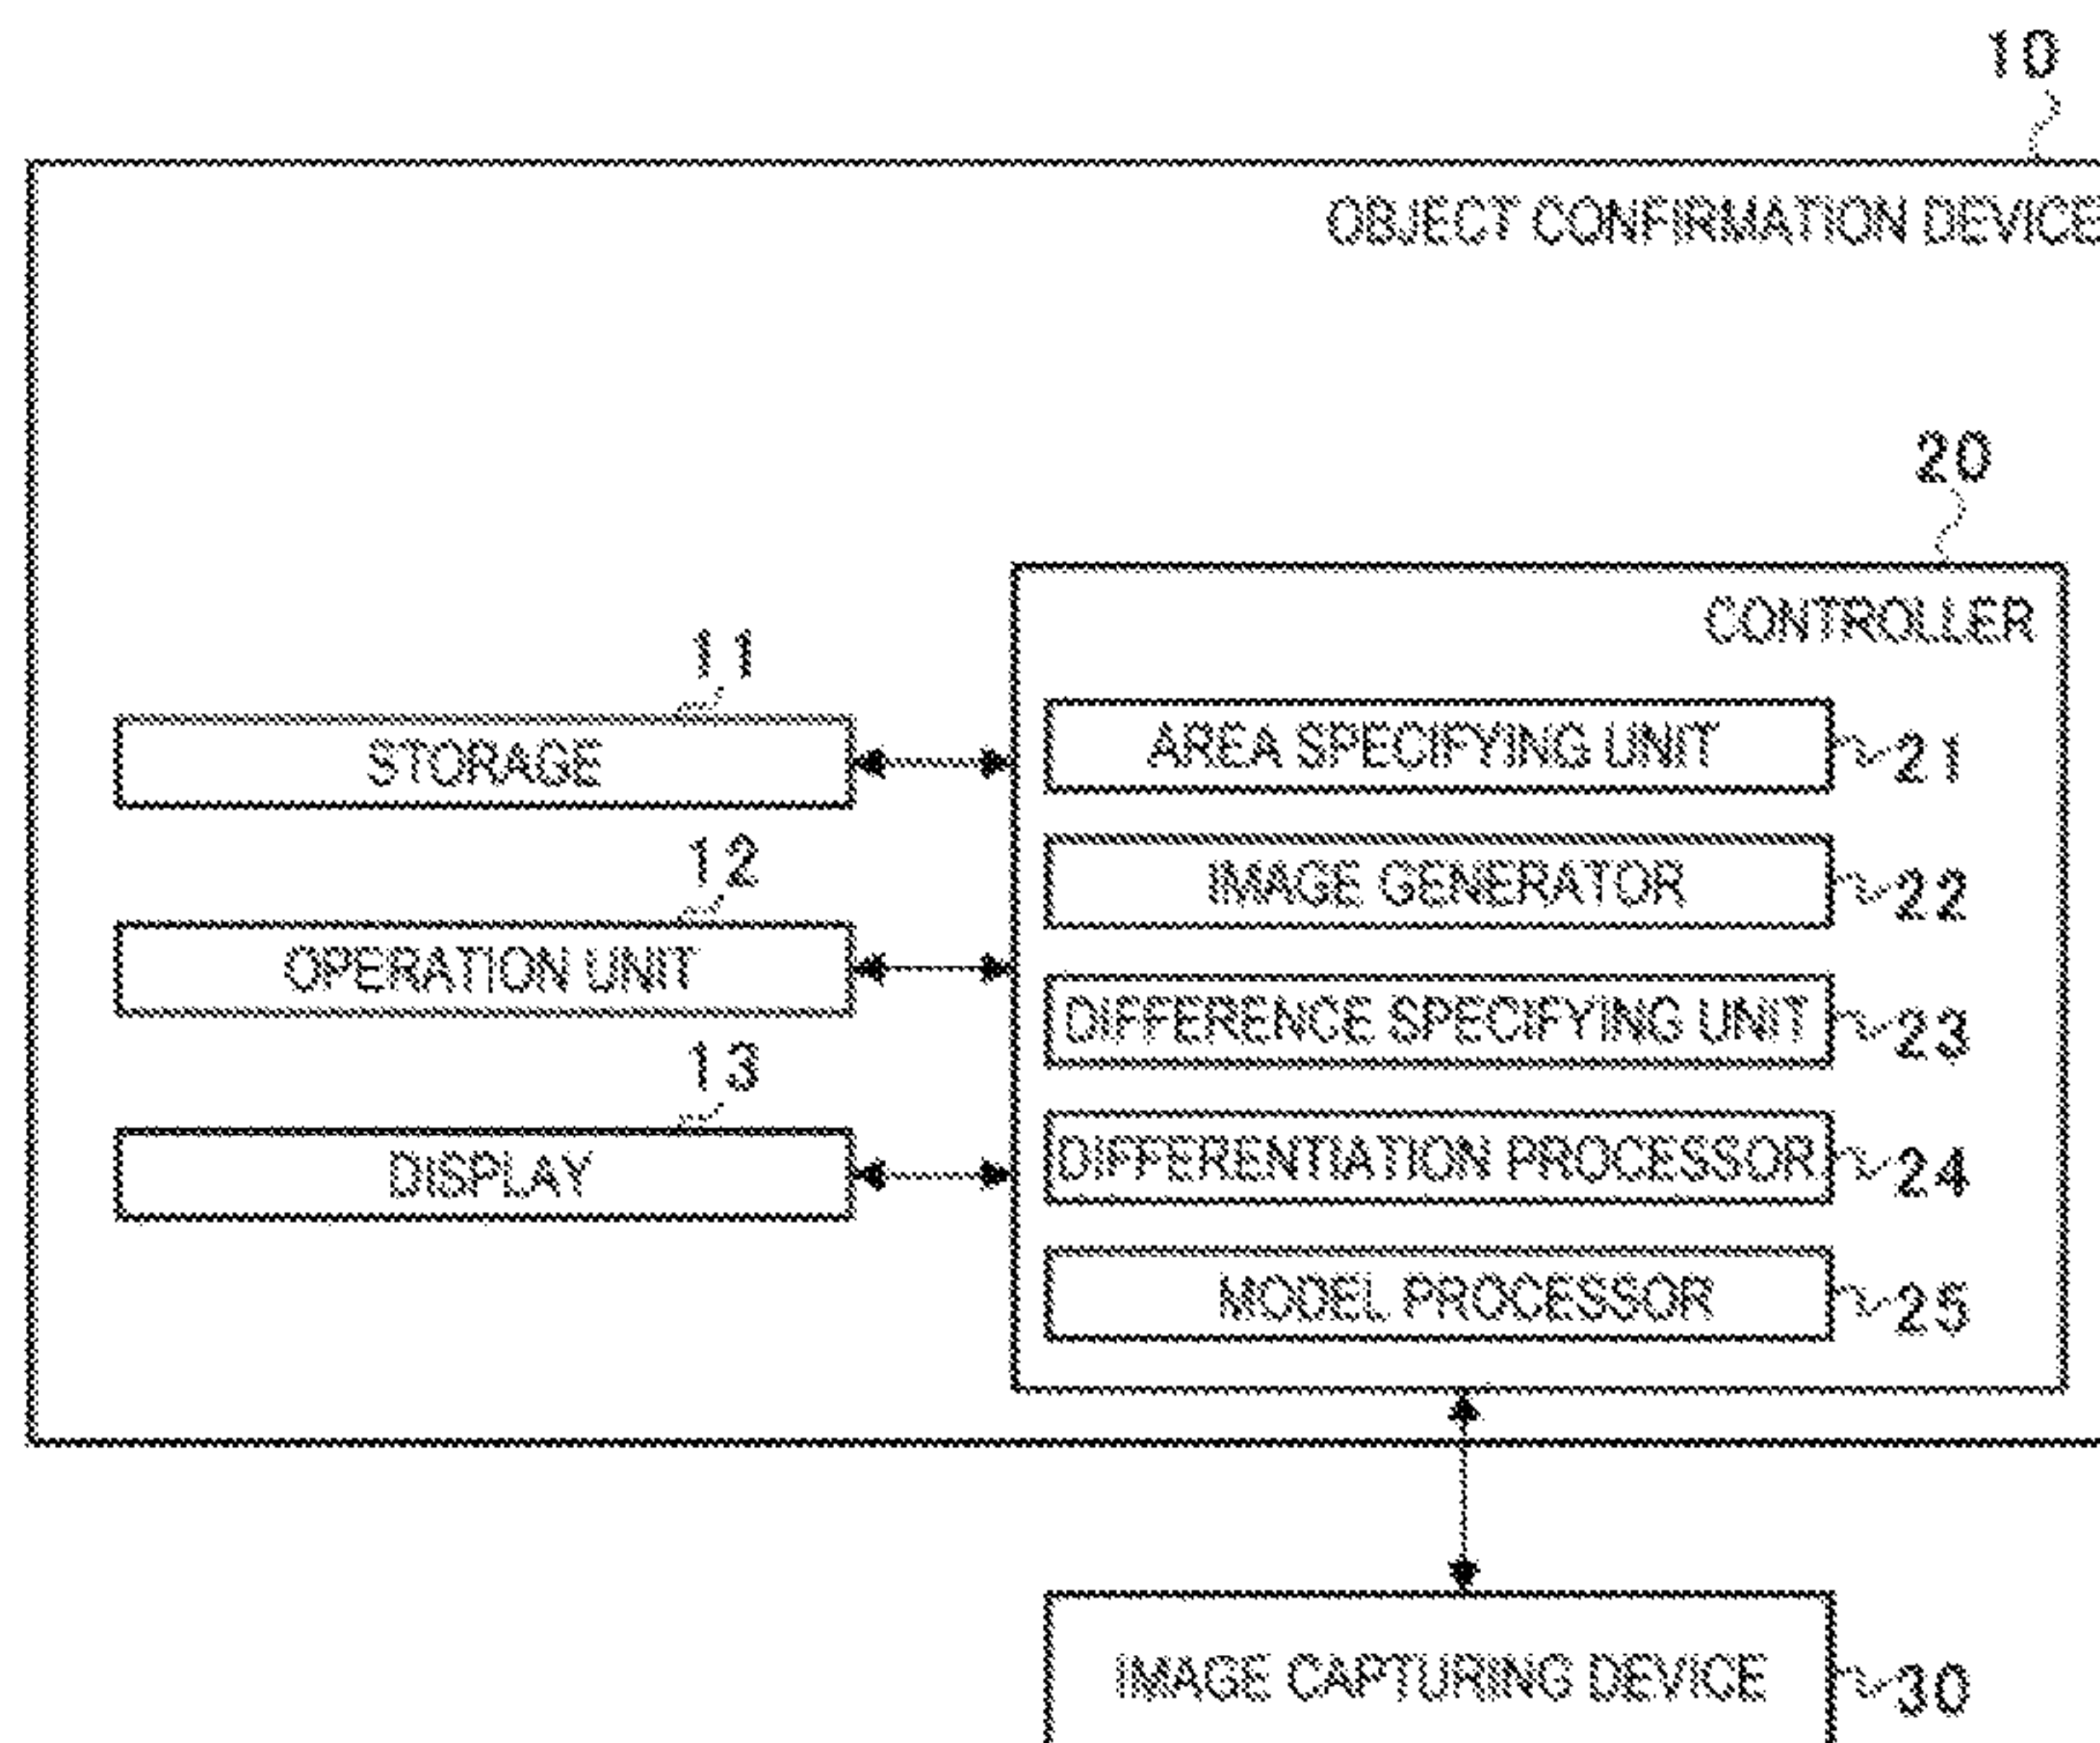 10
OBJECT CONFIRMATION DEVICE
20
CONTROLLER
11
STORAGE
AREA SPECIFYING UNIT 21
12
IMAGE GENERATOR 22
OPERATION UNIT
DIFFERENCE SPECIFYING UNIT 23
13
DISPLAY
DIFFERENTIATION PROCESSOR 24
MODEL PROCESSOR 25
IMAGE CAPTURING DEVICE 30